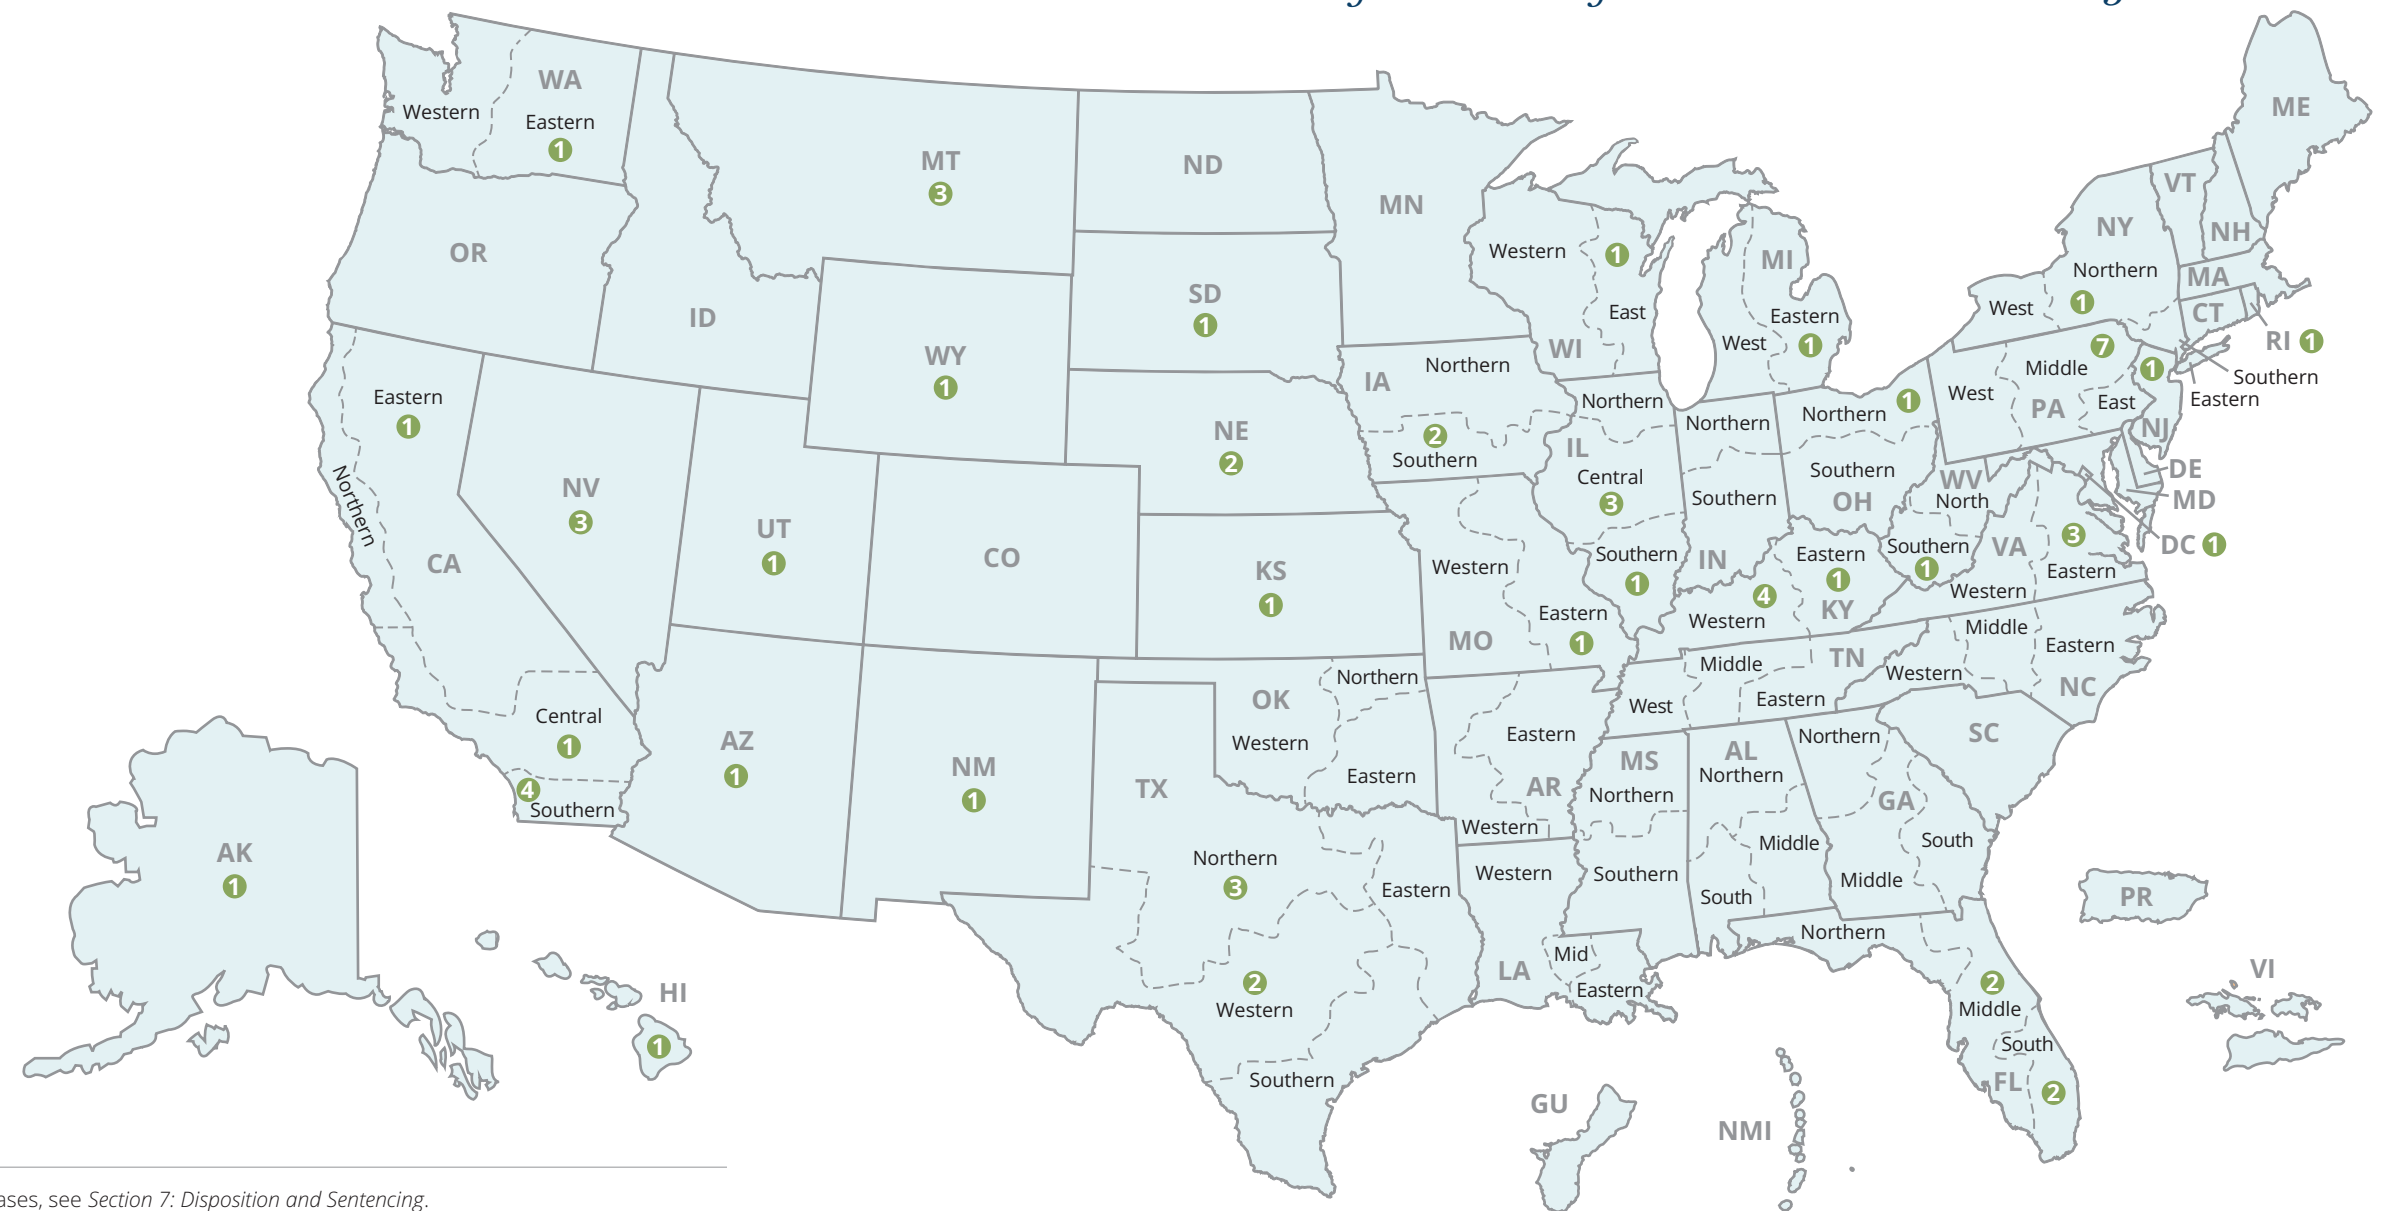 WA
Western
Eastern
1
MT
3
ND
MN
OR
ID
WY
1
SD
1
NE
2
Eastern
1
Northern
CA
NV
3
UT
1
CO
KS
1
Central
1
4
Southern
AZ
1
NM
1
OK
Western
Northern
Eastern
TX
Northern
3
Eastern
2
Western
Southern
AK
1
HI
1
Western
1
East
WI
MI
Eastern
1
West
IA
Northern
2
Southern
Northern
IL
Central
3
Southern
1
Northern
Southern
IN
Northern
1
Southern
OH
Western
Eastern
1
MO
Eastern
1
KY
4
Western
WV
North
Southern
1
VA
3
Eastern
Western
Middle
TN
West
Eastern
Middle
Western
Eastern
NC
SC
Eastern
AR
Western
MS
Northern
Southern
AL
Northern
Middle
South
Northern
GA
South
Middle
Western
LA
Mid
Eastern
Northern
2
Middle
South
FL
2
ME
VT
NH
NY
Northern
1
West
MA
CT
RI 1
Southern
Eastern
7
Middle
West
PA
East
1
NJ
DE
MD
DC 1
PR
VI
GU
NMI
ases, see Section 7: Disposition and Sentencing.